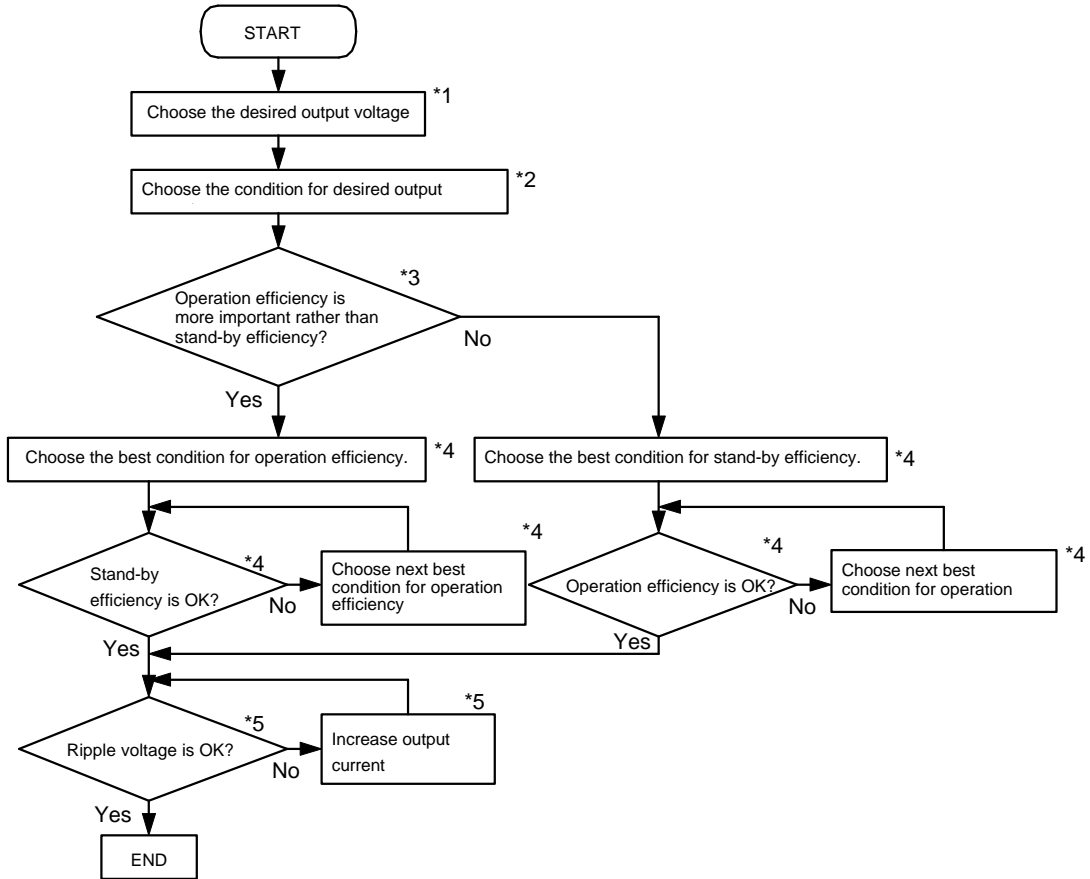 START
Choose the desired output voltage
*1
Choose the condition for desired output
*2
*3
Operation efficiency is
more important rather than
stand-by efficiency?
No
Yes
Choose the best condition for operation efficiency.
*4
Choose the best condition for stand-by efficiency.
*4
Stand-by
efficiency is OK?
*4
No
Yes
Choose next best
condition for operation
efficiency
*4
Operation efficiency is OK?
*4
No
Yes
Choose next best
condition for operation
*4
Ripple voltage is OK?
*5
No
Yes
Increase output
current
*5
END